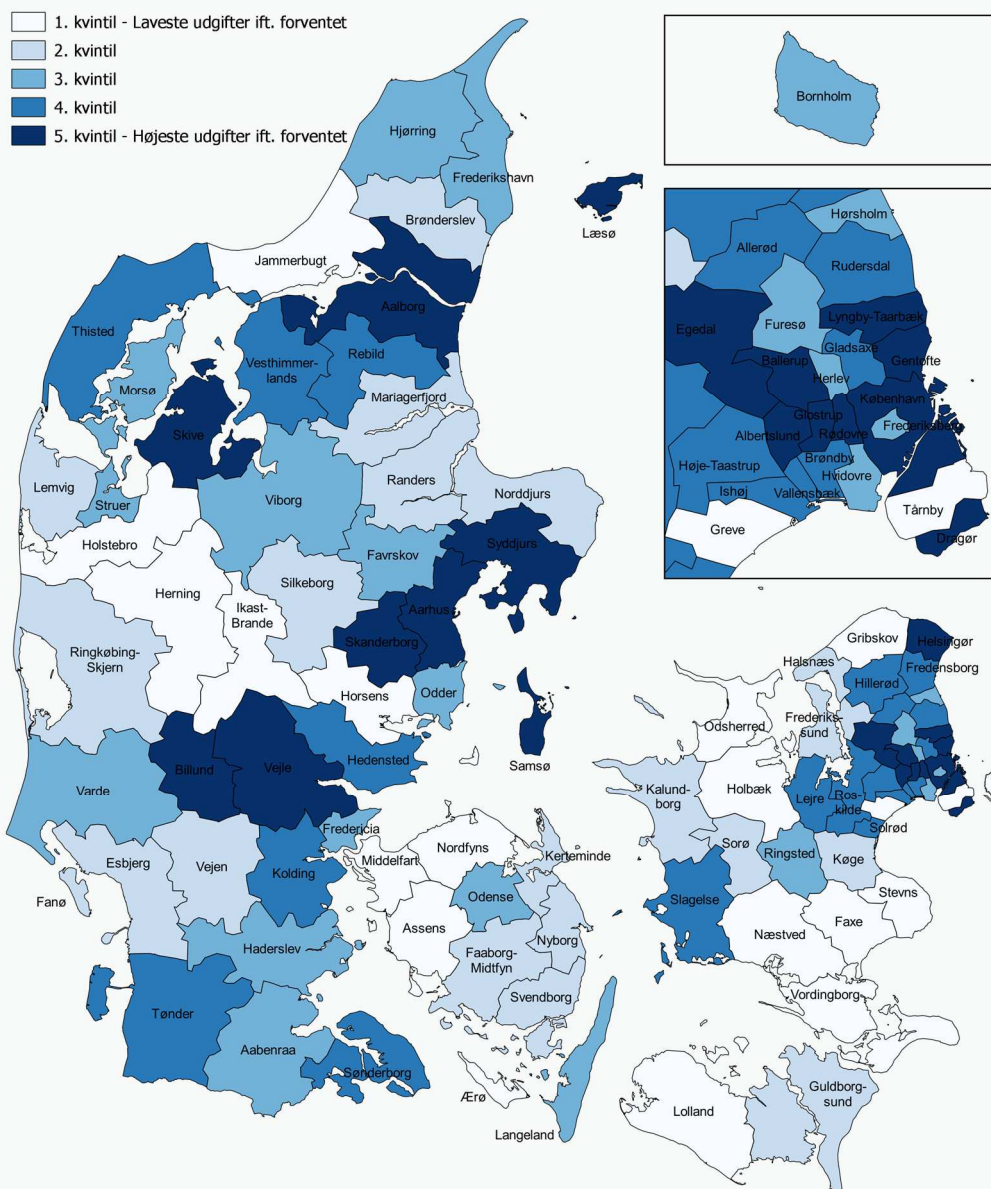 1. kvintil - Laveste udgifter ift. forventet
2. kvintil
3. kvintil
4. kvintil
5. kvintil - Højeste udgifter ift. forventet
Bornholm
Hjørring
Frederikshavn
Brønderslev
Læsø
Jammerbugt
Aalborg
Thisted
Vesthimmer-
lands
Rebild
Morsø
Mariagerfjord
Skive
Lemvig
Struer
Viborg
Randers
Norddjurs
Holstebro
Favrskov
Syddjurs
Herning
Silkeborg
Ikast-
Brande
Aarhus
Skanderborg
Ringkøbing-
Skjern
Horsens
Odder
Samsø
Billund
Vejle
Hedensted
Varde
Fredericia
Esbjerg
Vejen
Kolding
Fanø
Middelfart
Nordfyns
Kerteminde
Odense
Assens
Haderslev
Faaborg-
Midtfyn
Nyborg
Svendborg
Tønder
Aabenraa
Sønderborg
Ærø
Langeland
Hørsholm
Allerød
Rudersdal
Egedal
Furesø
Lyngby-Taarbæk
Gladsaxe
Ballerup
Gentofte
Herlev
København
Glostrup
Frederiksberg
Albertslund
Rødovre
Brøndby
Høje-Taastrup
Hvidovre
Ishøj
Vallensbæk
Tårnby
Greve
Dragør
Gribskov
Helsingør
Halsnæs
Fredensborg
Hillerød
Odsherred
Frederiks-
sund
Kalund-
borg
Holbæk
Lejre
Ros-
kilde
Solrød
Sorø
Ringsted
Køge
Slagelse
Stevns
Næstved
Faxe
Vordingborg
Lolland
Guldborg-
sund